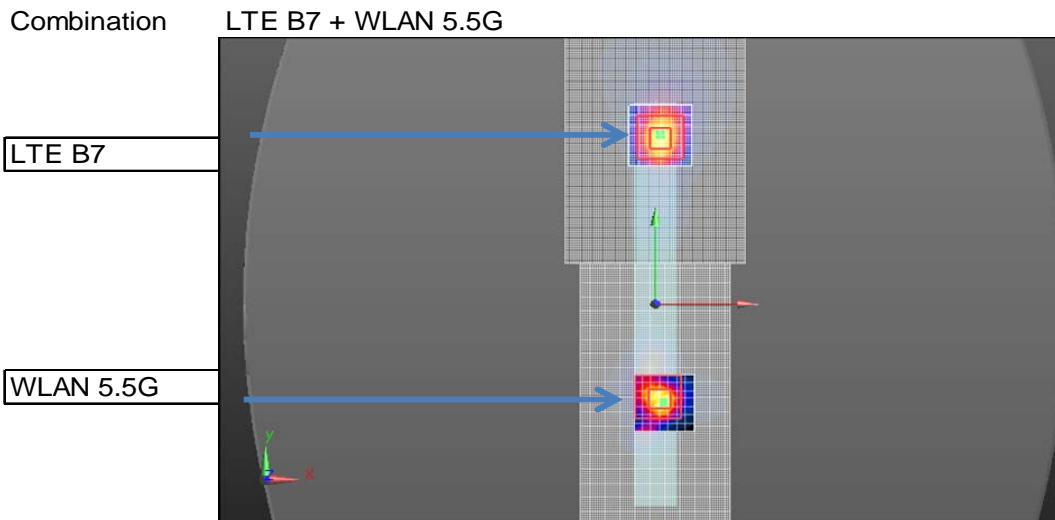 Combination LTE B7 + WLAN 5.5G
LTE B7
WLAN 5.5G
y
Z
X